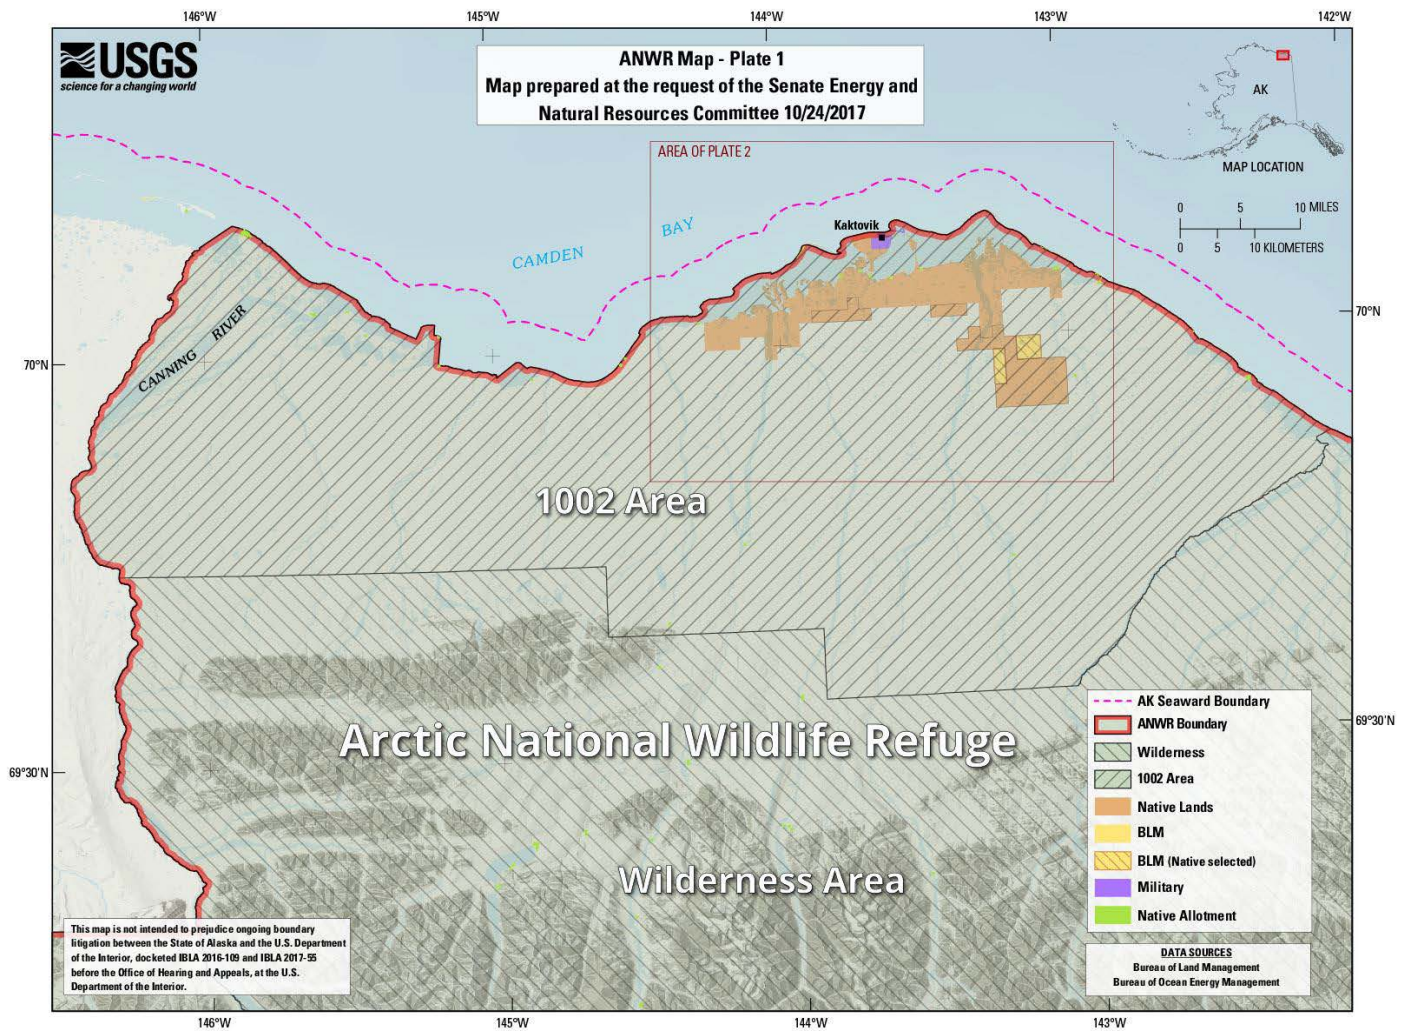 146°W
145°W
144°W
143°W
142°W
USGS
science for a changing world
ANWR Map - Plate 1
Map prepared at the request of the Senate Energy and
Natural Resources Committee 10/24/2017
AK
MAP LOCATION
0 5 10 MILES
0 5 10 KILOMETERS
AREA OF PLATE 2
Kaktovik
CAMDEN BAY
CANNING RIVER
70°N
70°N
1002 Area
Arctic National Wildlife Refuge
69°30'N
69°30'N
Wilderness Area
AK Seaward Boundary
ANWR Boundary
Wilderness
1002 Area
Native Lands
BLM
BLM (Native selected)
Military
Native Allotment
This map is not intended to prejudice ongoing boundary
litigation between the State of Alaska and the U.S. Department
of the Interior, docketed IBLA 2016-109 and IBLA 2017-55
before the Office of Hearing and Appeals, at the U.S.
Department of the Interior.
DATA SOURCES
Bureau of Land Management
Bureau of Ocean Energy Management
146°W
145°W
144°W
143°W